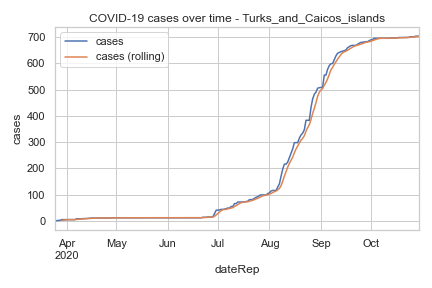 COVID-19 cases over time - Turks_and_Caicos_islands
cases
cases (rolling)
cases
700
600
500
400
300
200
100
0
Apr May Jun Jul Aug Sep Oct
2020
dateRep